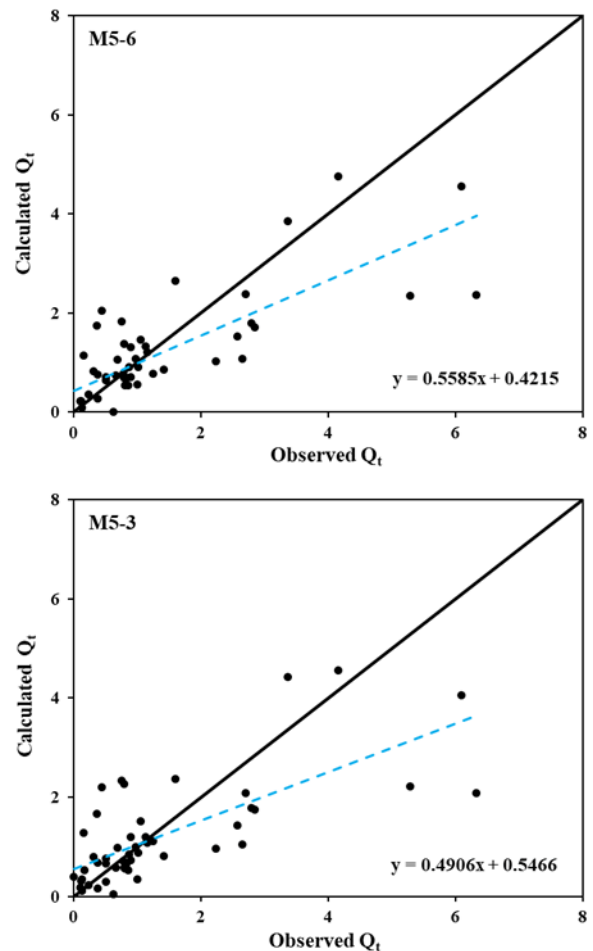 M5-6
8
6
4
2
0
Calculated Qt
0 2 4 6 8
Observed Qt
y = 0.5585x + 0.4215
M5-3
8
6
4
2
0
Calculated Qt
0 2 4 6 8
Observed Qt
y = 0.4906x + 0.5466